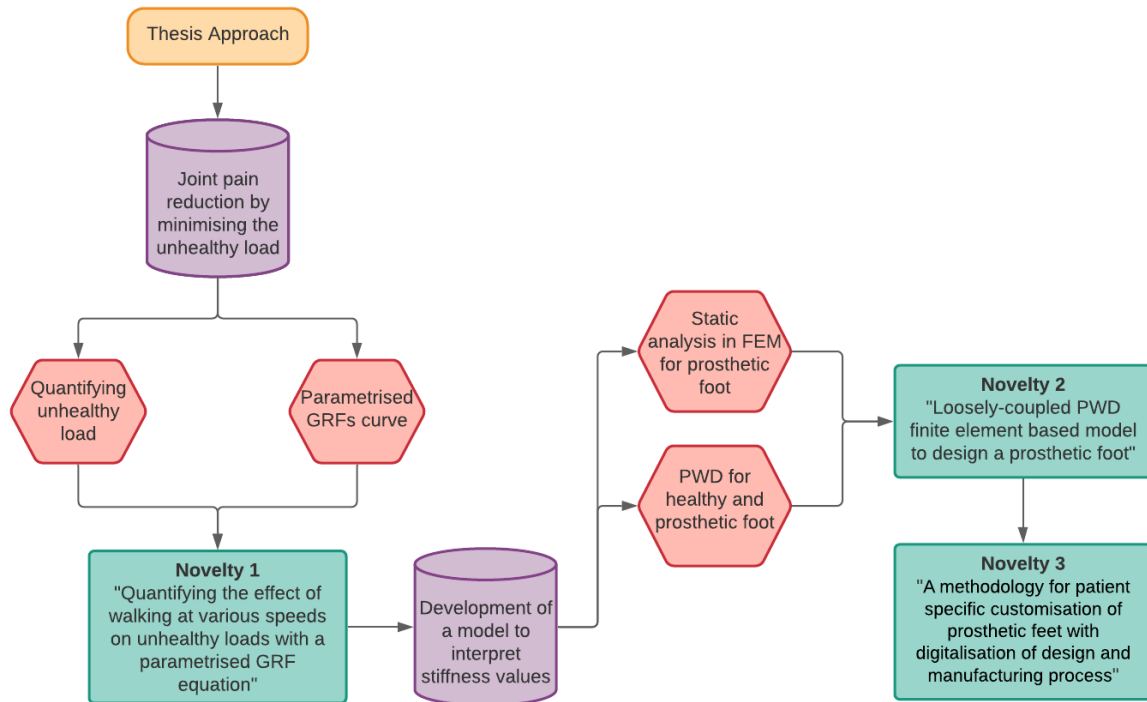 Thesis Approach
Joint pain
reduction by
minimising the
unhealthy load
Quantifying
unhealthy
load
Parametrised
GRFs curve
Novelty 1
"Quantifying the effect of
walking at various speeds
on unhealthy loads with a
parametrised GRF
equation"
Development of
a model to
interpret
stiffness values
Static
analysis in FEM
for prosthetic
foot
PWD for
healthy and
prosthetic foot
Novelty 2
"Loosely-coupled PWD
finite element based model
to design a prosthetic foot"
Novelty 3
"A methodology for patient
specific customisation of
prosthetic feet with
digitalisation of design and
manufacturing process"